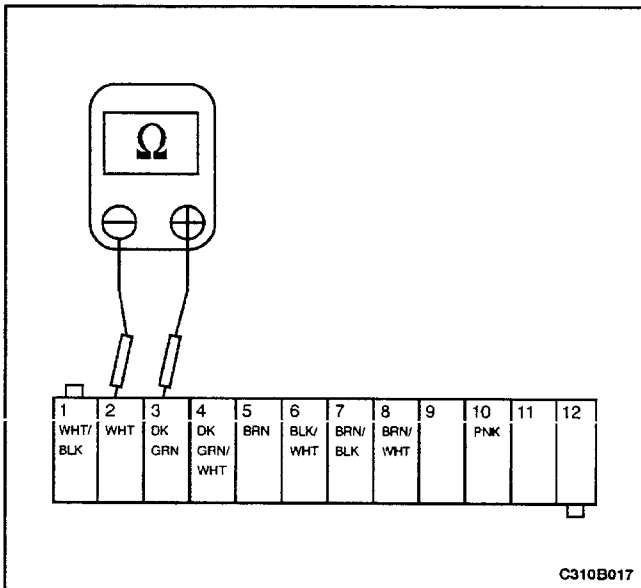 Ω
1 2 3 4 5 6 7 8 9 10 11 12
WHT/ WHT DK DK BRN BLK/ BRN/ BRN/ PNK
BLK GRN GRN/ WHT BLK WHT
WHT
C310B017